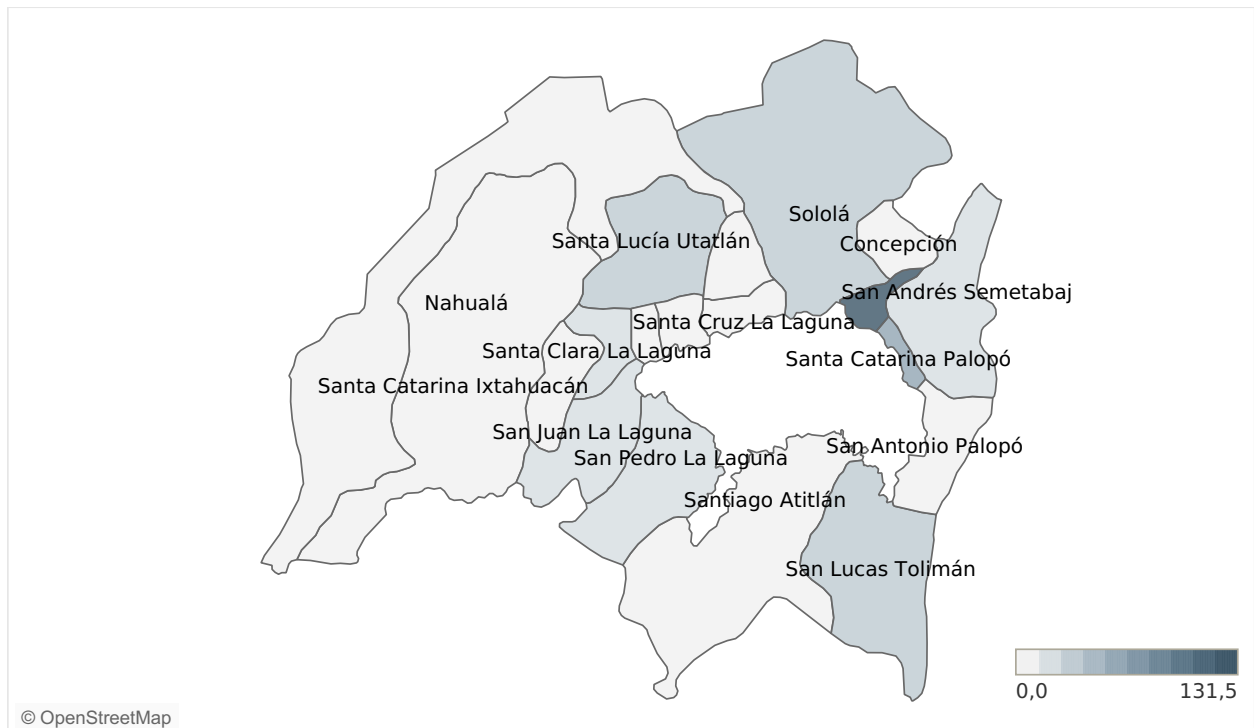 Sololá
Santa Lucía Utatlán
Concepción
San Andrés Semetabaj
Nahualá
Santa Cruz La Laguna
Santa Clara La Laguna
Santa Catarina Palopó
Santa Catarina Ixtahuacán
San Juan La Laguna
San Antonio Palopó
San Pedro La Laguna
Santiago Atitlán
San Lucas Tolimán
0,0 131,5
© OpenStreetMap